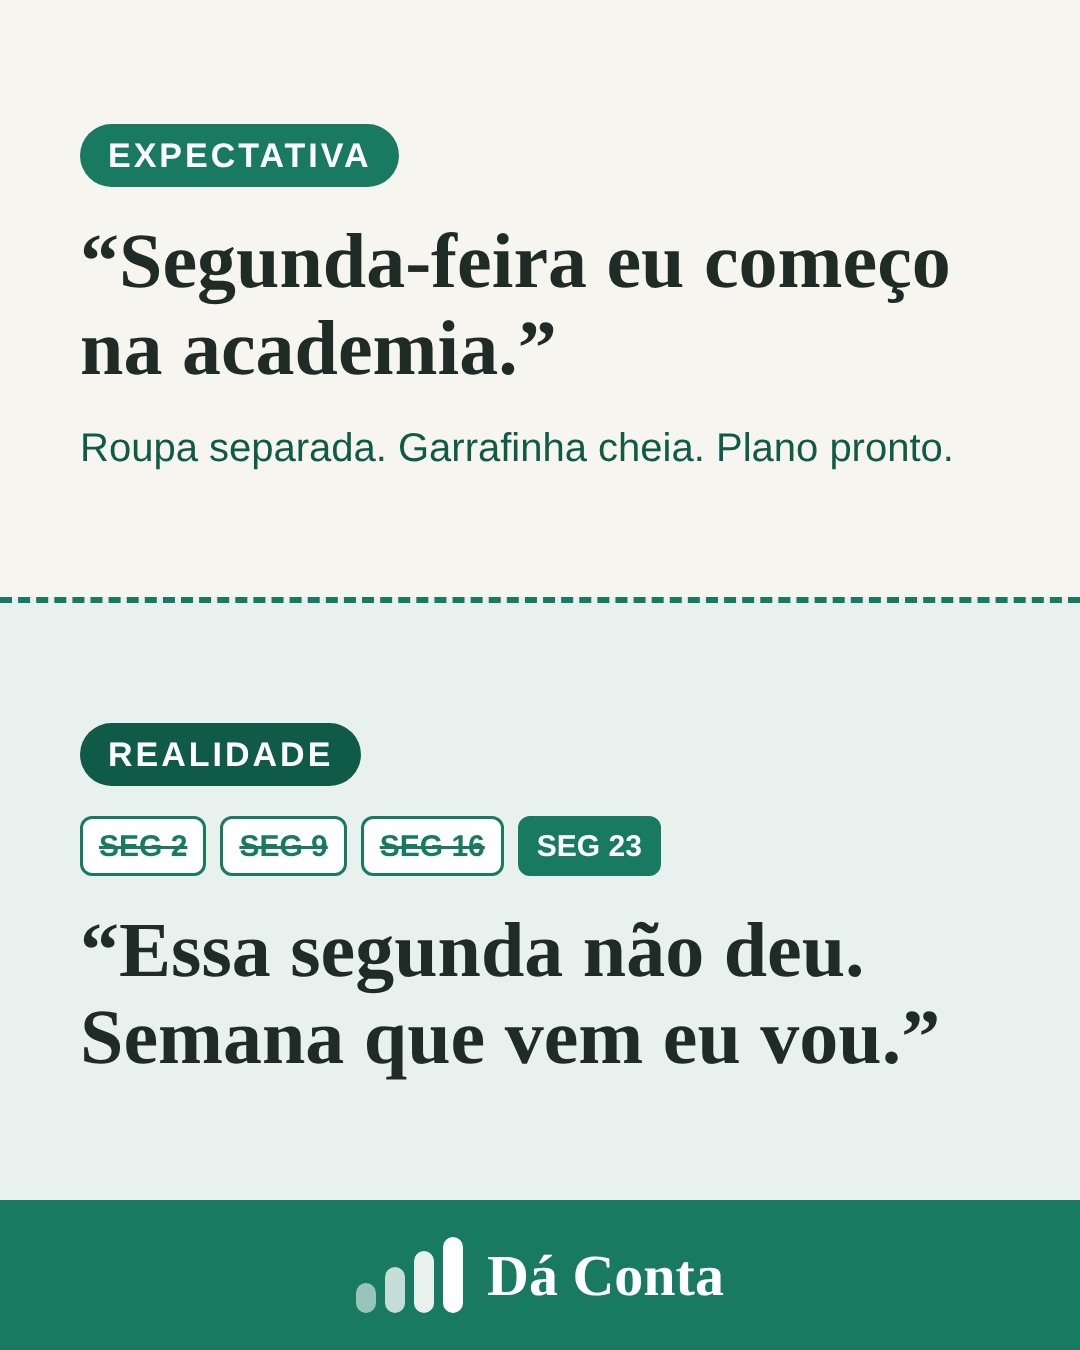 EXPECTATIVA
“Segunda-feira eu começo
na academia.”
Roupa separada. Garrafinha cheia. Plano pronto.
REALIDADE
SEG 2 SEG 9 SEG 16 SEG 23
“Essa segunda não deu.
Semana que vem eu vou.”
Dá Conta